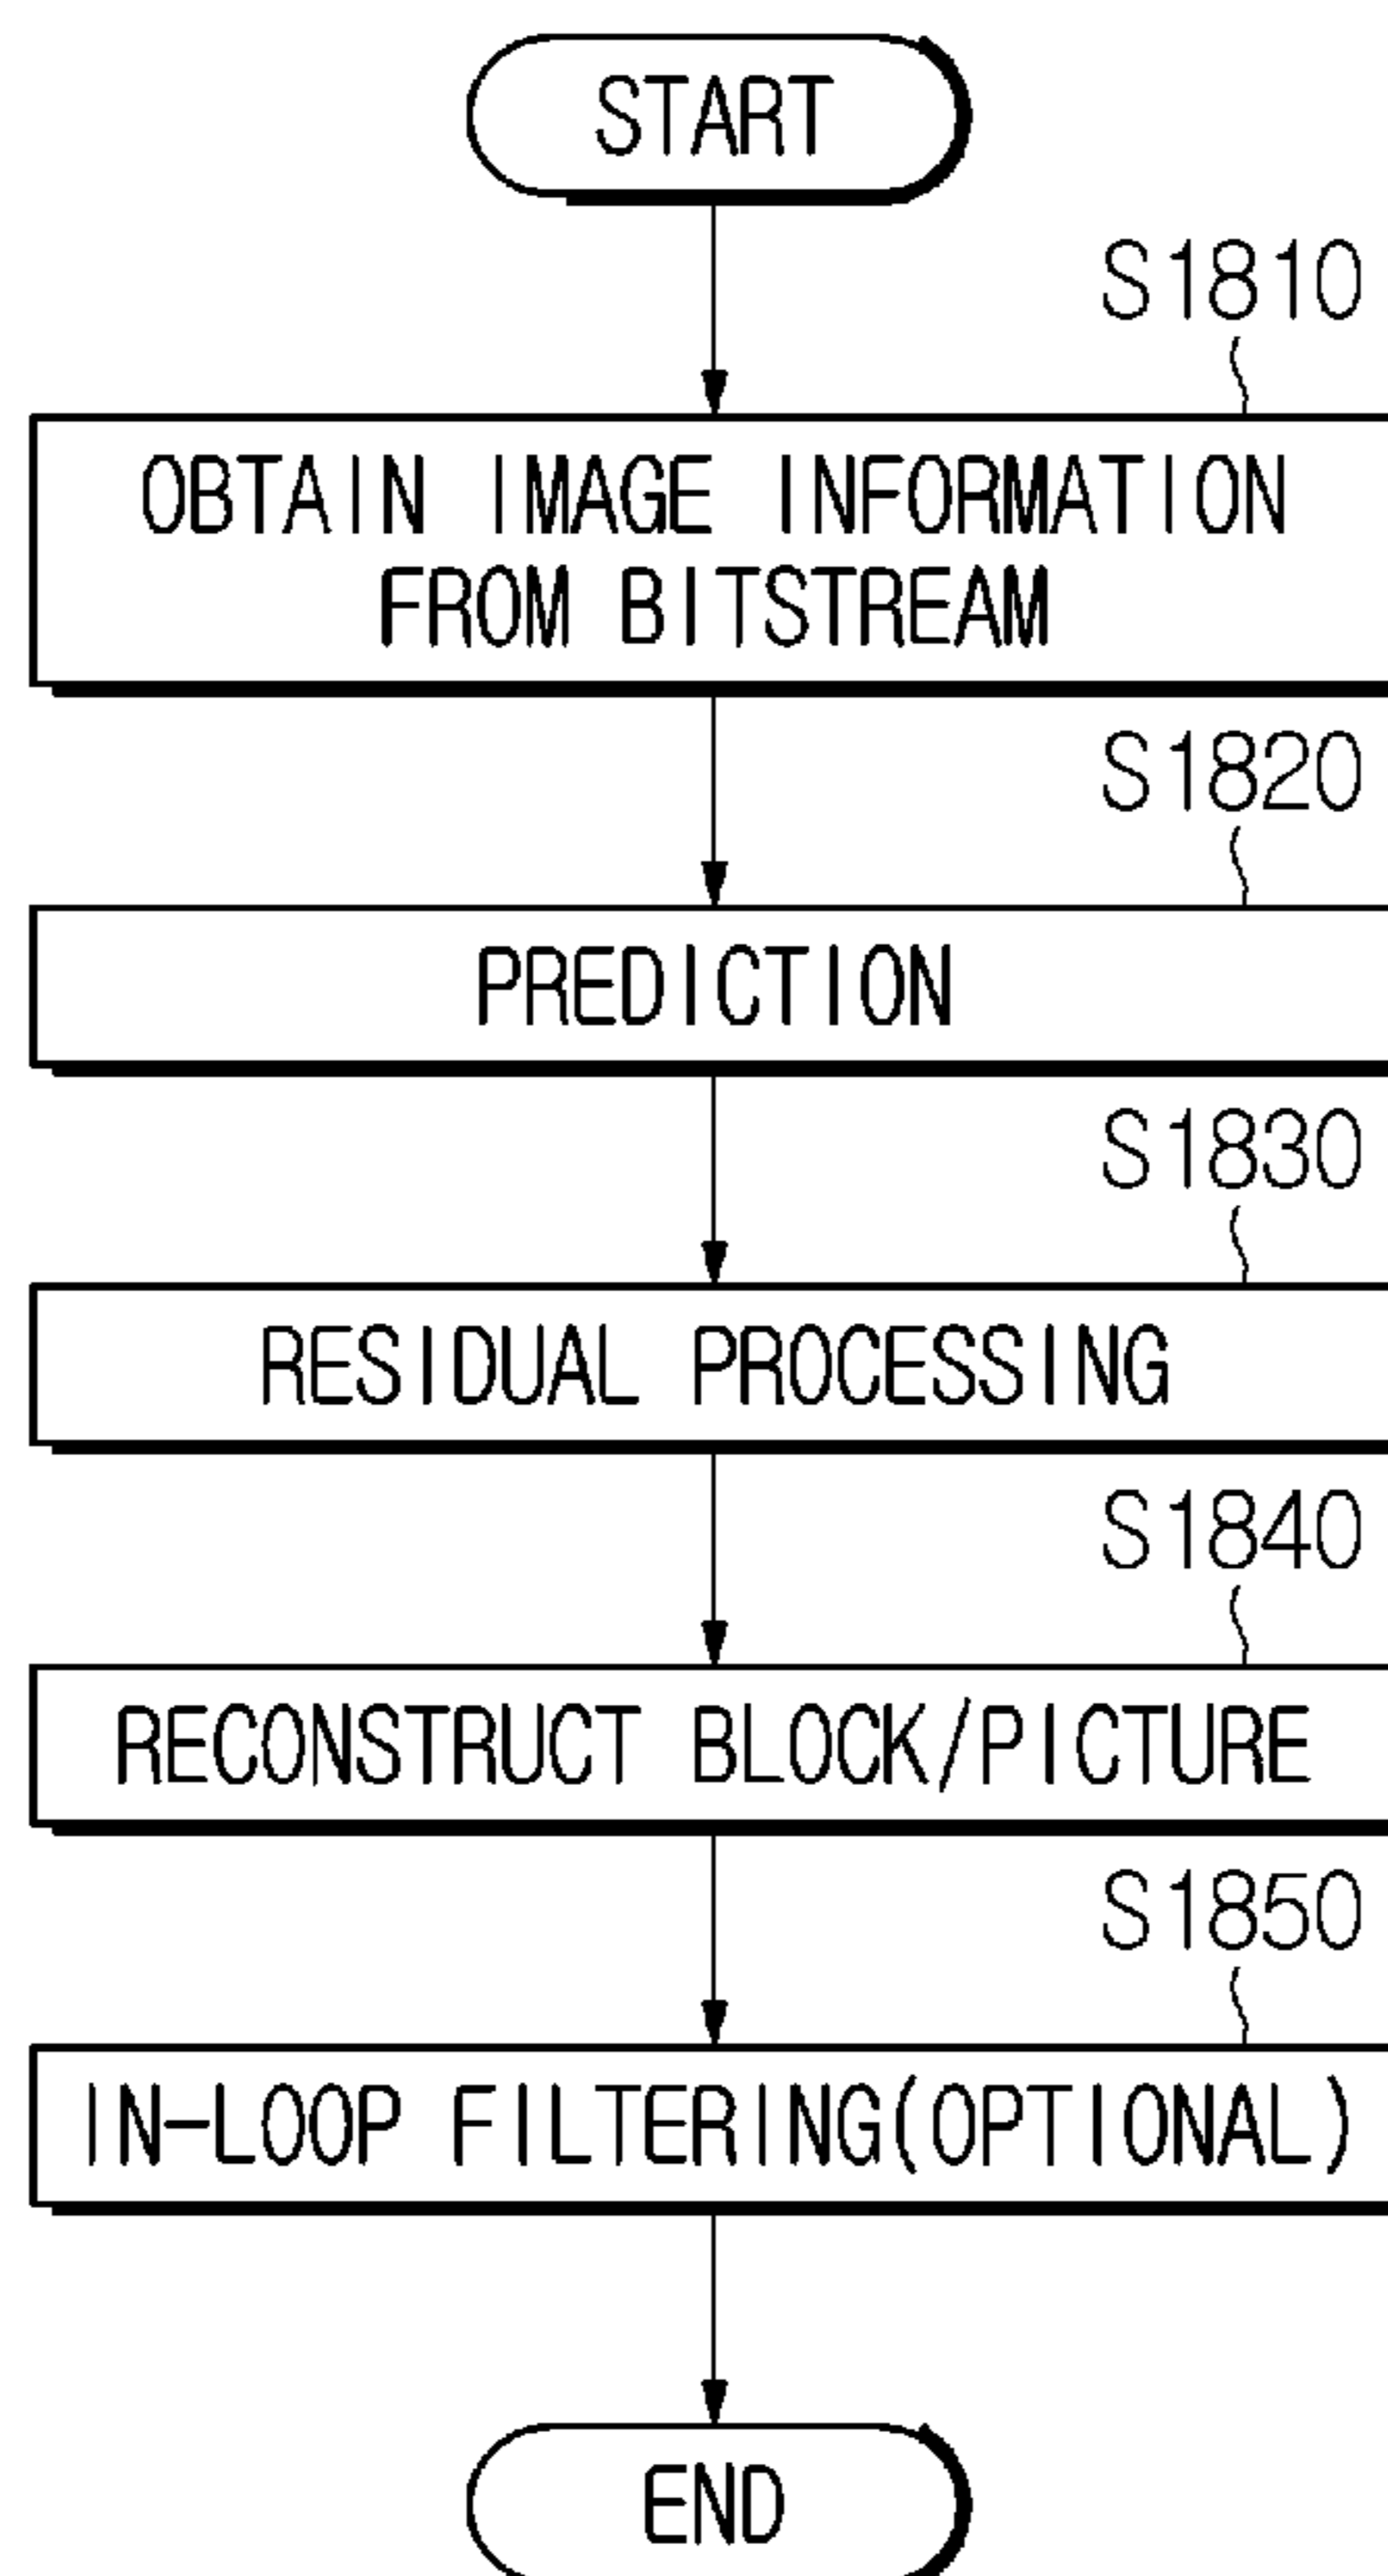 START
S1810
OBTAIN IMAGE INFORMATION
FROM BITSTREAM
S1820
PREDICTION
S1830
RESIDUAL PROCESSING
S1840
RECONSTRUCT BLOCK/PICTURE
S1850
IN-LOOP FILTERING(OPTIONAL)
END